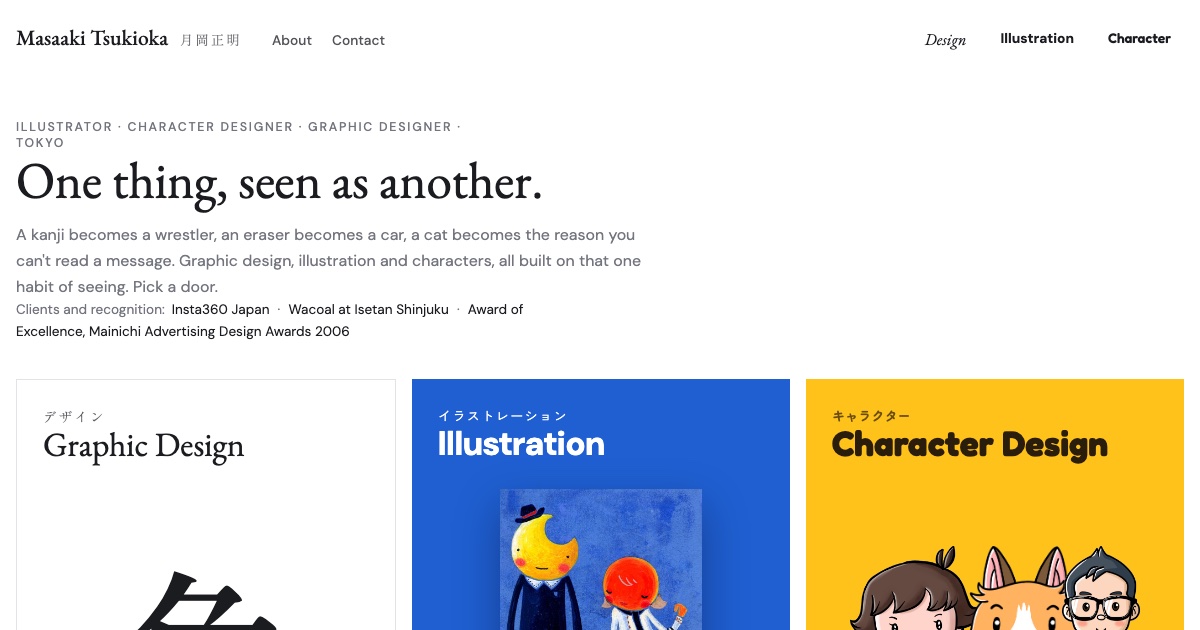 Masaaki Tsukioka 月岡正明 About Contact Design Illustration Character
ILLUSTRATOR · CHARACTER DESIGNER · GRAPHIC DESIGNER ·
TOKYO
One thing, seen as another.
A kanji becomes a wrestler, an eraser becomes a car, a cat becomes the reason you
can't read a message. Graphic design, illustration and characters, all built on that one
habit of seeing. Pick a door.
Clients and recognition: Insta360 Japan · Wacoal at Isetan Shinjuku · Award of
Excellence, Mainichi Advertising Design Awards 2006
デザイン
Graphic Design
イラストレーション
Illustration
キャラクター
Character Design